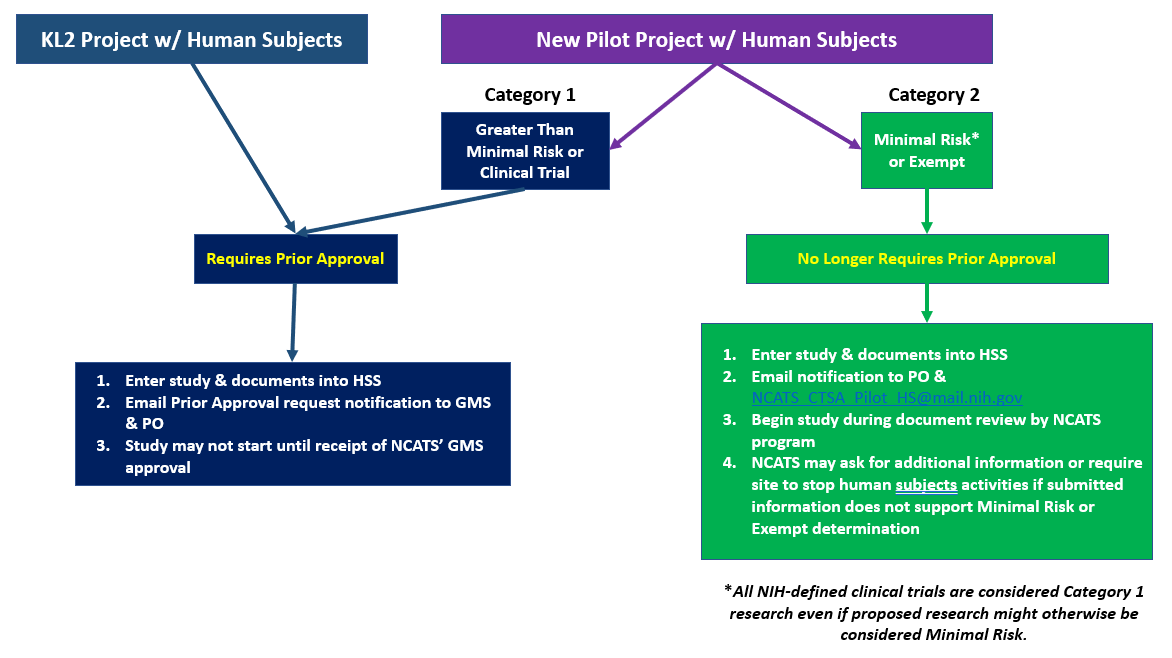 KL2 Project w/ Human Subjects
New Pilot Project w/ Human Subjects
Category 1
Category 2
Greater Than
Minimal Risk or
Clinical Trial
Minimal Risk*
or Exempt
Requires Prior Approval
No Longer Requires Prior Approval
1. Enter study & documents into HSS
2. Email Prior Approval request notification to GMS
& PO
3. Study may not start until receipt of NCATS’ GMS
approval
1. Enter study & documents into HSS
2. Email notification to PO &
NCATS_CTSA_Pilot_HS@mail.nih.gov
3. Begin study during document review by NCATS
program
4. NCATS may ask for additional information or require
site to stop human subjects activities if submitted
information does not support Minimal Risk or
Exempt determination
*All NIH-defined clinical trials are considered Category 1
research even if proposed research might otherwise be
considered Minimal Risk.